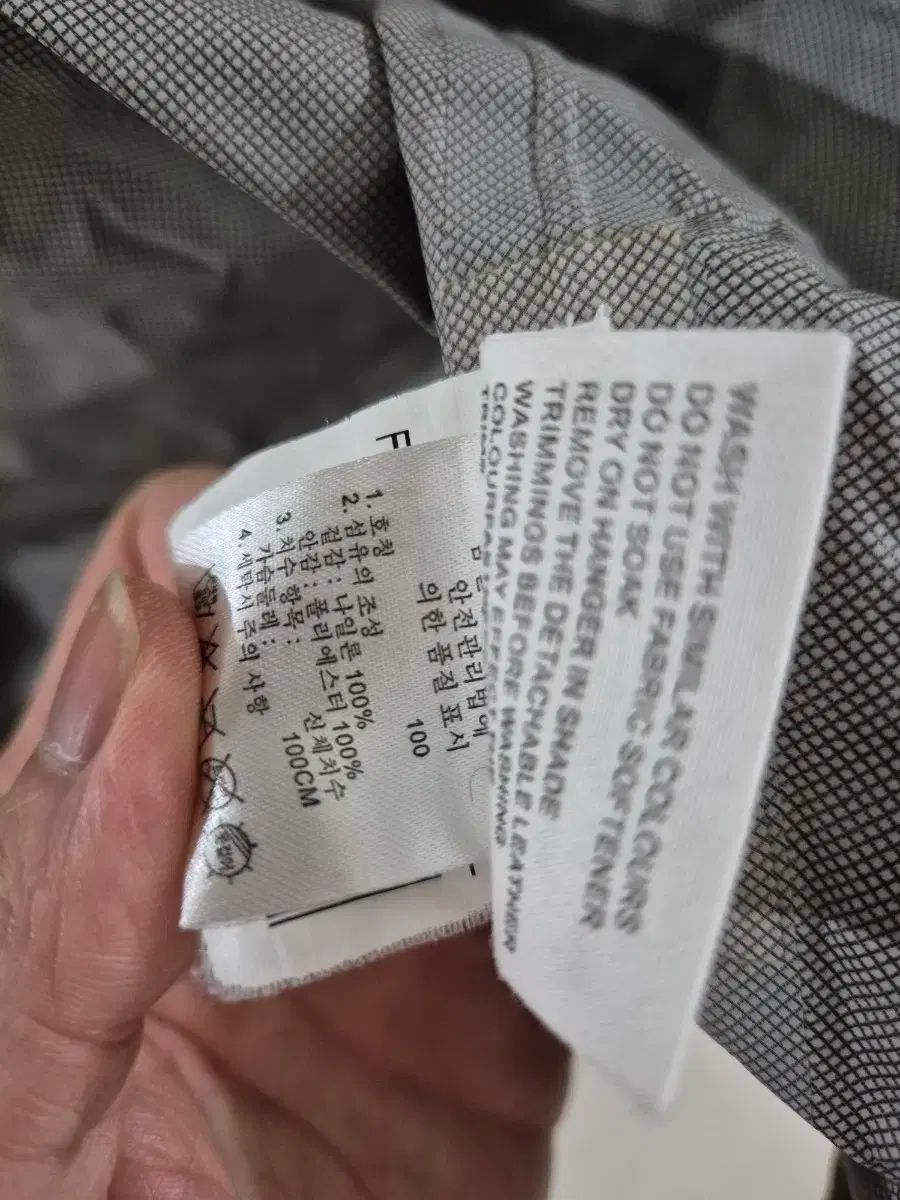 WASH WITH SIMILAR COLOURS
DO NOT USE FABRIC SOFTENER
DO NOT SOAK
DRY ON HANGER IN SHADE
REMOVE THE DETACHABLE LEATHER
TRIMMINGS BEFORE WASHING
WASHING MAY
COLOURFAS
안전관리법에
의한 품질 표시
1. 호칭 100
2. 섬유의 조성
겉감 : 나일론 100%
안감 : 폴리에스터 100%
3. 치수 항목 : 신체치수
가슴둘레 : 100CM
4. 세탁시 주의 사항
F